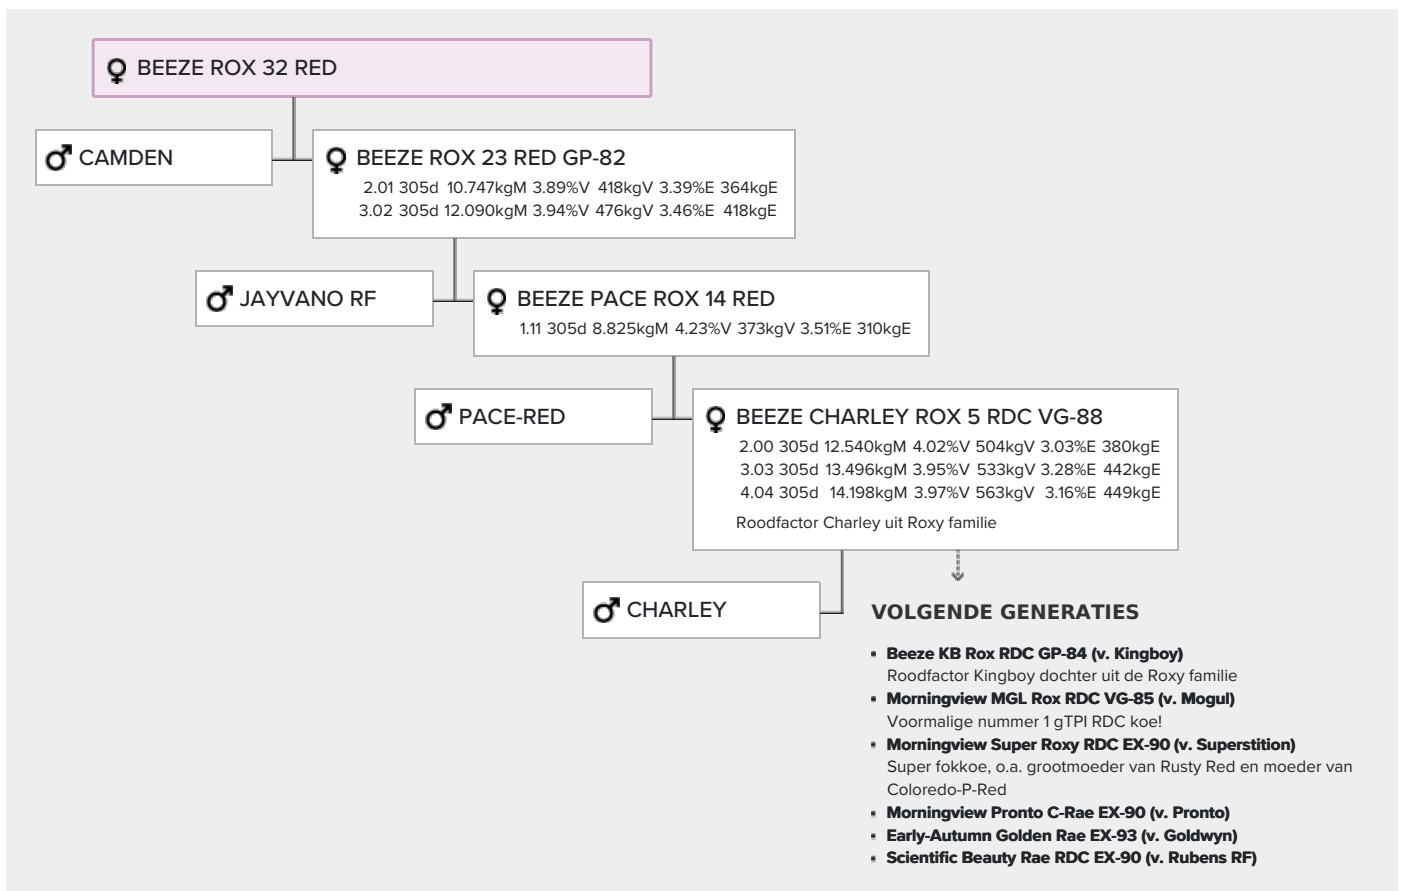 BEEZE ROX 32 RED
CAMDEN
BEEZE ROX 23 RED GP-82
2.01 305d 10.747kgM 3.89%V 418kgV 3.39%E 364kgE
3.02 305d 12.090kgM 3.94%V 476kgV 3.46%E 418kgE
JAYVANO RF
BEEZE PACE ROX 14 RED
1.11 305d 8.825kgM 4.23%V 373kgV 3.51%E 310kgE
PACE-RED
BEEZE CHARLEY ROX 5 RDC VG-88
2.00 305d 12.540kgM 4.02%V 504kgV 3.03%E 380kgE
3.03 305d 13.496kgM 3.95%V 533kgV 3.28%E 442kgE
4.04 305d 14.198kgM 3.97%V 563kgV 3.16%E 449kgE
Roodfactor Charley uit Roxy familie
CHARLEY
VOLGENDE GENERATIES
Beeze KB Rox RDC GP-84 (v. Kingboy)
Roodfactor Kingboy dochter uit de Roxy familie
Morningview MGL Rox RDC VG-85 (v. Mogul)
Voormalige nummer 1 gTPI RDC koe!
Morningview Super Roxy RDC EX-90 (v. Superstition)
Super fokkoe, o.a. grootmoeder van Rusty Red en moeder van
Coloredo-P-Red
Morningview Pronto C-Rae EX-90 (v. Pronto)
Early-Autumn Golden Rae EX-93 (v. Goldwyn)
Scientific Beauty Rae RDC EX-90 (v. Rubens RF)